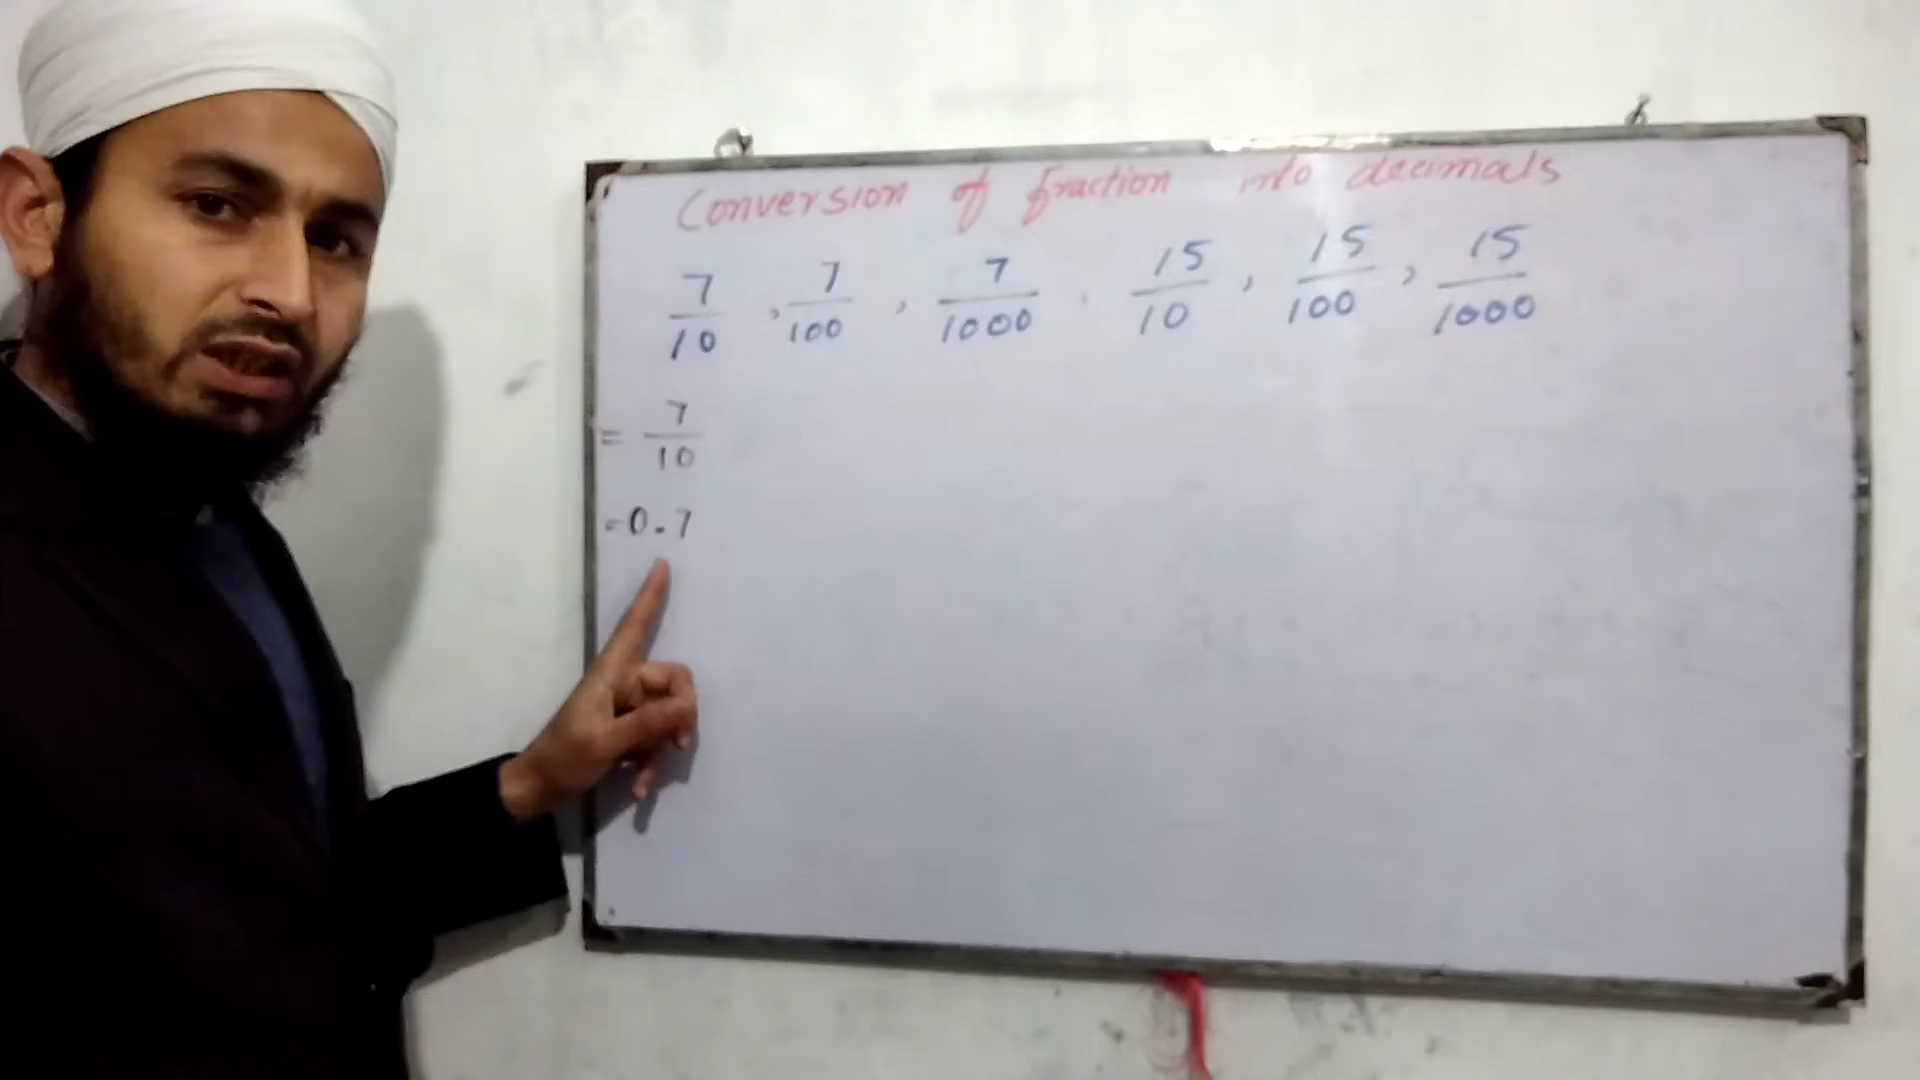 Conversion of fraction into decimals
7/10 , 7/100 , 7/1000 . 15/10 , 15/100 , 15/1000
= 7/10
= 0.7